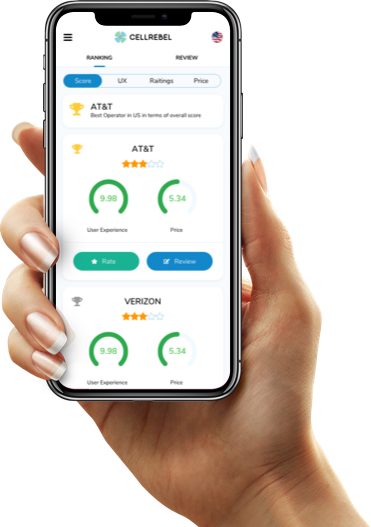 CELLREBEL
RANKING REVIEW
Score UX Raitings Price
AT&T
Best Operator in US in terms of overall score
AT&T
9.98 5.34
User Experience Price
Rate Review
VERIZON
9.98 5.34
User Experience Price